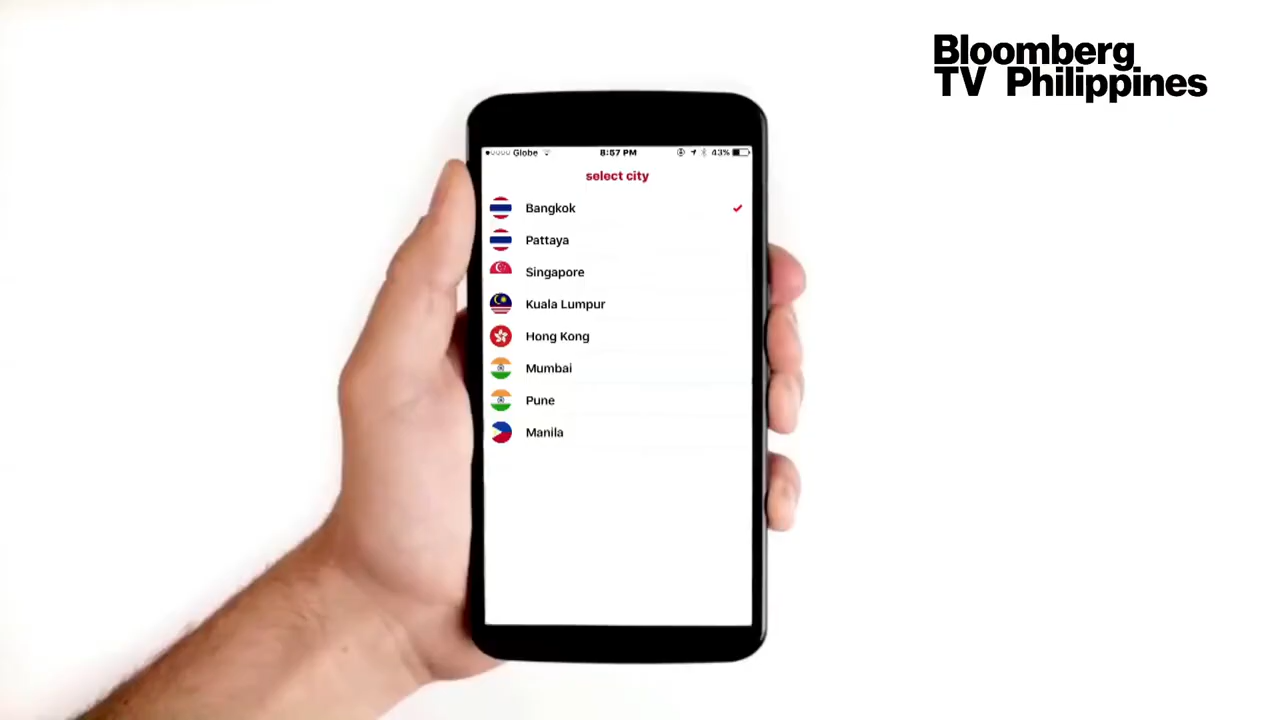 Bloomberg
TV Philippines
Globe 8:57 PM 43%
select city
Bangkok
Pattaya
Singapore
Kuala Lumpur
Hong Kong
Mumbai
Pune
Manila